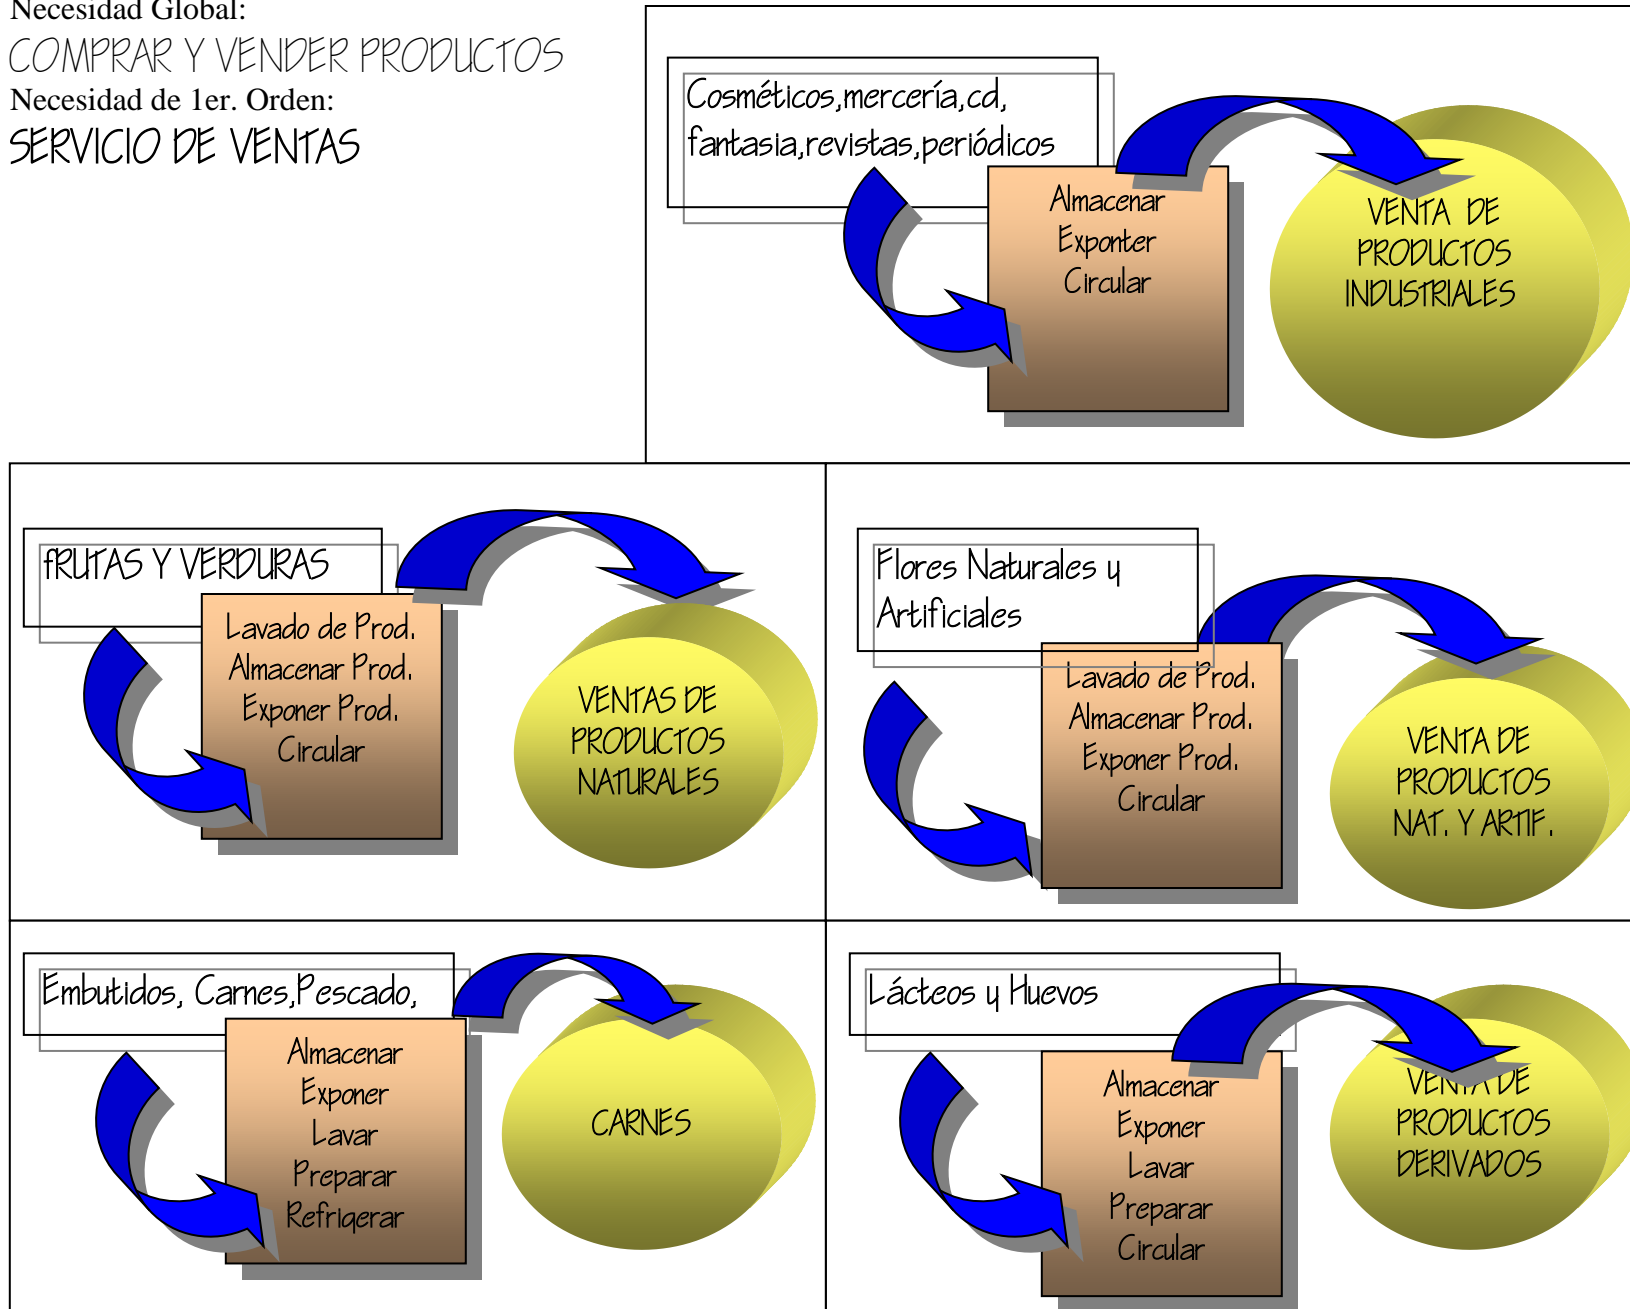 Necesidad Global:
COMPRAR Y VENDER PRODUCTOS
Necesidad de 1er. Orden:
SERVICIO DE VENTAS
Cosméticos,mercería,cd,
fantasia,revistas,periódicos
Almacenar
Exponter
Circular
VENTA DE
PRODUCTOS
INDUSTRIALES
fRUTAS Y VERDURAS
Lavado de Prod.
Almacenar Prod.
Exponer Prod.
Circular
VENTAS DE
PRODUCTOS
NATURALES
Flores Naturales y
Artificiales
Lavado de Prod.
Almacenar Prod.
Exponer Prod.
Circular
VENTA DE
PRODUCTOS
NAT. Y ARTIF.
Embutidos, Carnes,Pescado,
Almacenar
Exponer
Lavar
Preparar
Refrigerar
CARNES
Lácteos y Huevos
Almacenar
Exponer
Lavar
Preparar
Circular
VENTA DE
PRODUCTOS
DERIVADOS